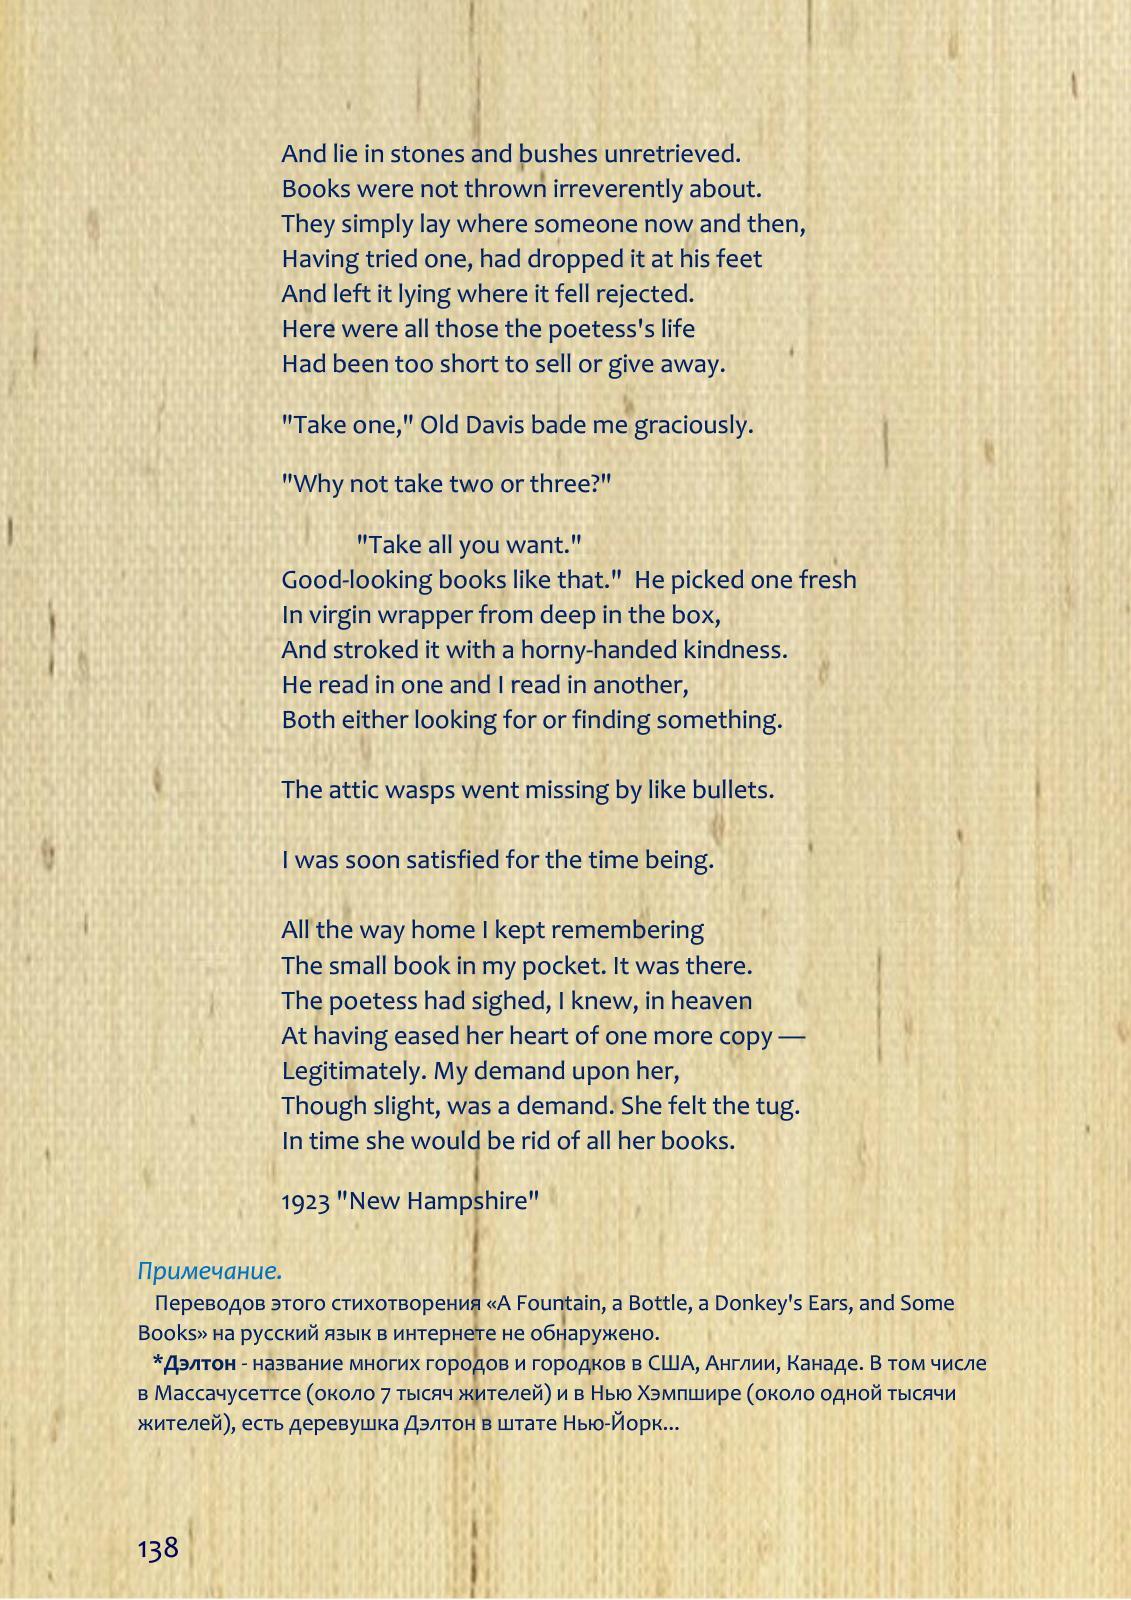 And lie in stones and bushes unretrieved.
Books were not thrown irreverently about.
They simply lay where someone now and then,
Having tried one, had dropped it at his feet
And left it lying where it fell rejected.
Here were all those the poetess's life
Had been too short to sell or give away.
"Take one," Old Davis bade me graciously.
"Why not take two or three?"
"Take all you want."
Good-looking books like that."  He picked one fresh
In virgin wrapper from deep in the box,
And stroked it with a horny-handed kindness.
He read in one and I read in another,
Both either looking for or finding something.
The attic wasps went missing by like bullets.
I was soon satisfied for the time being.
All the way home I kept remembering
The small book in my pocket. It was there.
The poetess had sighed, I knew, in heaven
At having eased her heart of one more copy —
Legitimately. My demand upon her,
Though slight, was a demand. She felt the tug.
In time she would be rid of all her books.
1923 "New Hampshire"
Примечание.
Переводов этого стихотворения «A Fountain, a Bottle, a Donkey's Ears, and Some
Books» на русский язык в интернете не обнаружено.
*Дэлтон - название многих городов и городков в США, Англии, Канаде. В том числе
в Массачусеттсе (около 7 тысяч жителей) и в Нью Хэмпшире (около одной тысячи
жителей), есть деревушка Дэлтон в штате Нью-Йорк...
138